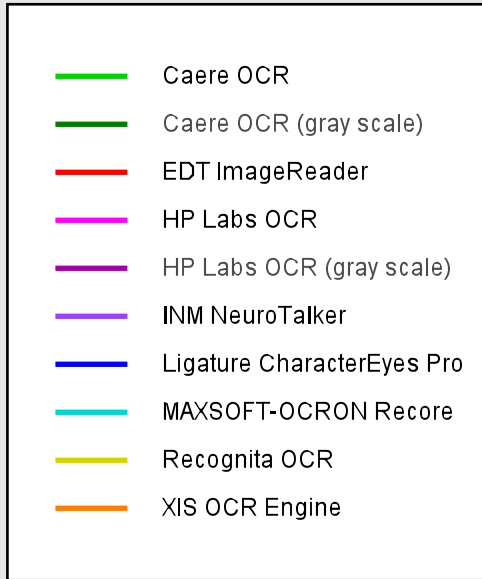 Caere OCR
Caere OCR (gray scale)
EDT ImageReader
HP Labs OCR
HP Labs OCR (gray scale)
INM NeuroTalker
Ligature CharacterEyes Pro
MAXSOFT-OCRON Recore
Recognita OCR
XIS OCR Engine